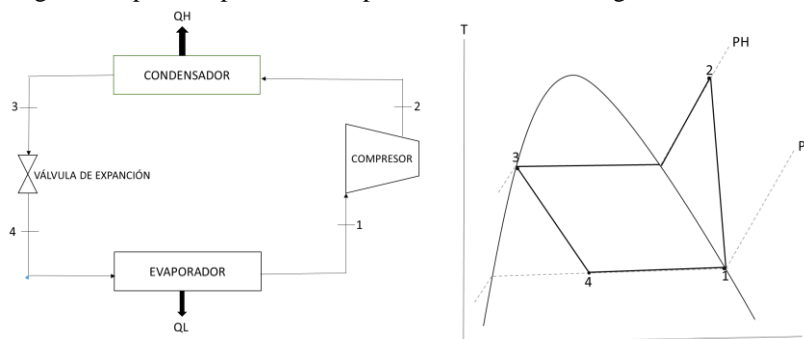 QH
CONDENSADOR
3
2
COMPRESOR
VÁLVULA DE EXPANCIÓN
4
1
EVAPORADOR
QL
T
PH
2
3
P
4
1